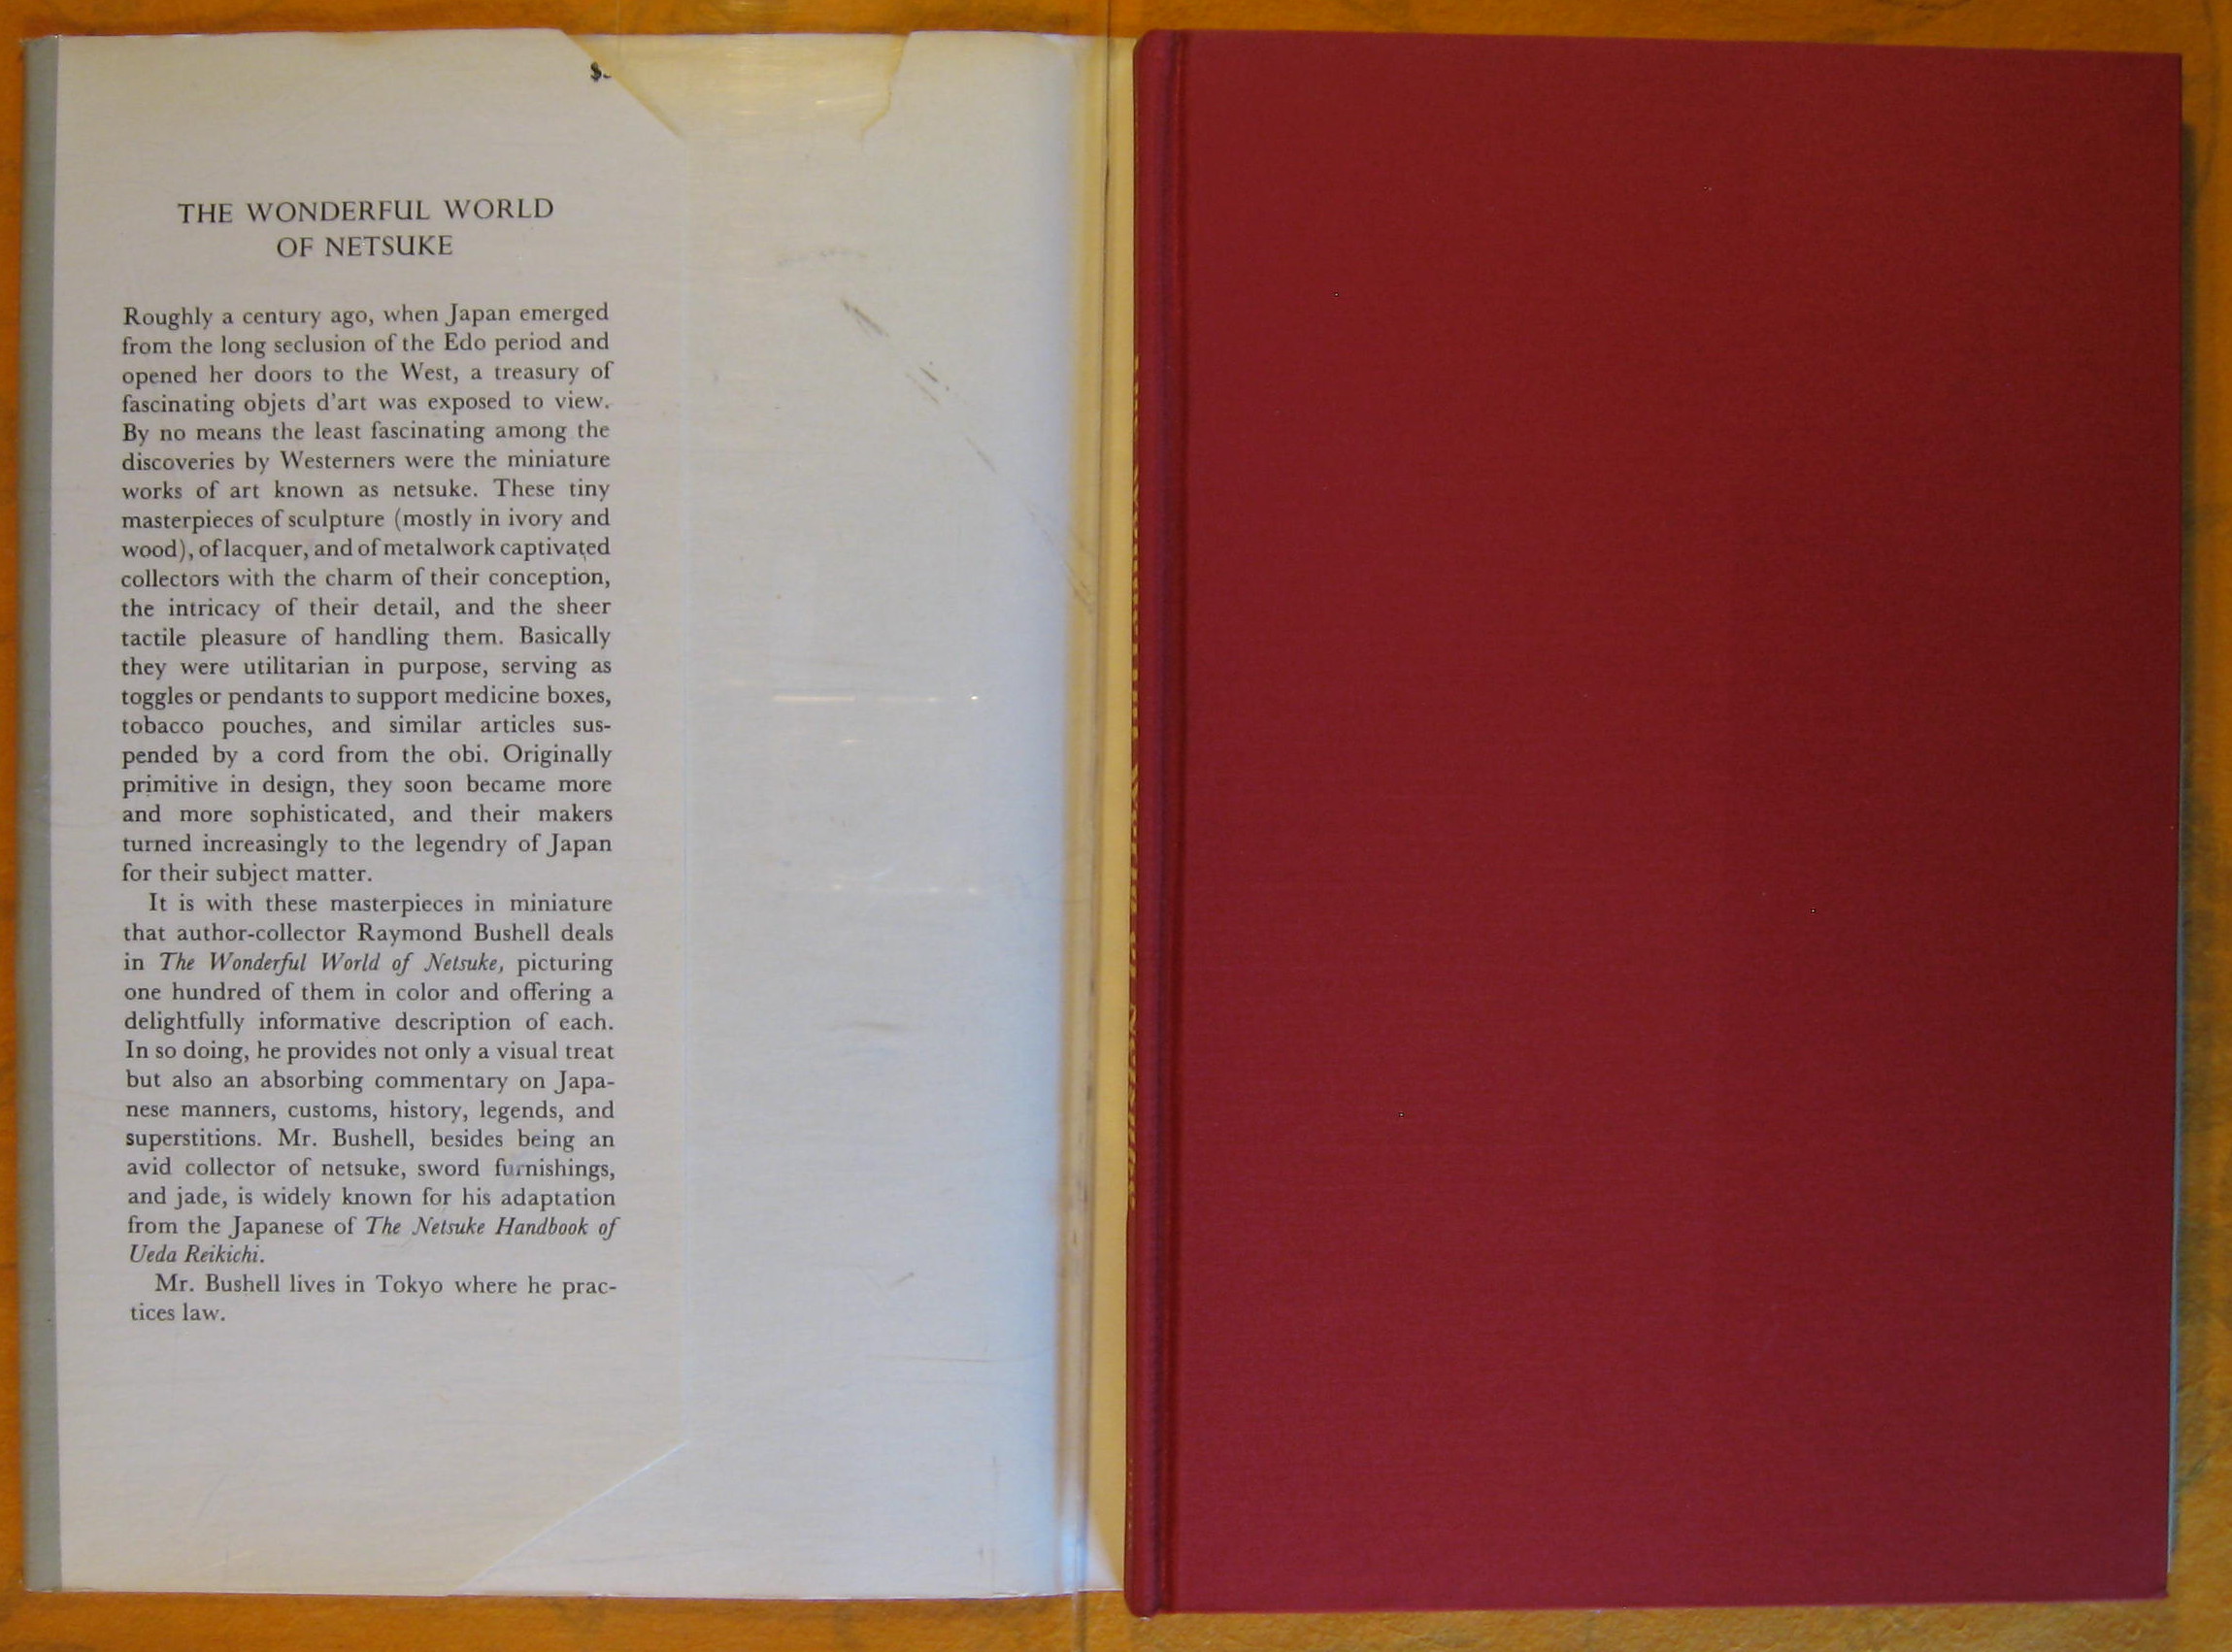 $
THE WONDERFUL WORLD
OF NETSUKE
Roughly a century ago, when Japan emerged
from the long seclusion of the Edo period and
opened her doors to the West, a treasury of
fascinating objets d'art was exposed to view.
By no means the least fascinating among the
discoveries by Westerners were the miniature
works of art known as netsuke. These tiny
masterpieces of sculpture (mostly in ivory and
wood), of lacquer, and of metalwork captivated
collectors with the charm of their conception,
the intricacy of their detail, and the sheer
tactile pleasure of handling them. Basically
they were utilitarian in purpose, serving as
toggles or pendants to support medicine boxes,
tobacco pouches, and similar articles sus-
pended by a cord from the obi. Originally
primitive in design, they soon became more
and more sophisticated, and their makers
turned increasingly to the legendry of Japan
for their subject matter.
It is with these masterpieces in miniature
that author-collector Raymond Bushell deals
in The Wonderful World of Netsuke, picturing
one hundred of them in color and offering a
delightfully informative description of each.
In so doing, he provides not only a visual treat
but also an absorbing commentary on Japa-
nese manners, customs, history, legends, and
superstitions. Mr. Bushell, besides being an
avid collector of netsuke, sword furnishings,
and jade, is widely known for his adaptation
from the Japanese of The Netsuke Handbook of
Ueda Reikichi.
Mr. Bushell lives in Tokyo where he prac-
tices law.